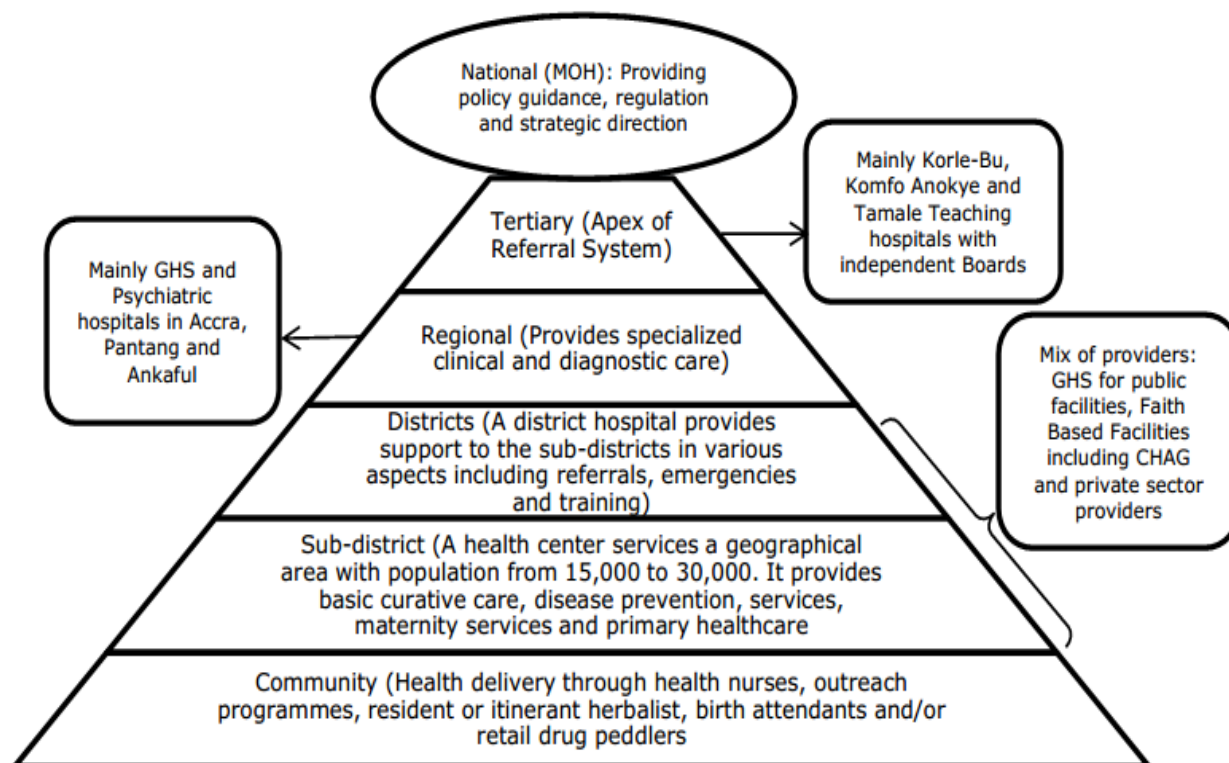 National (MOH): Providing
policy guidance, regulation
and strategic direction
Mainly Korle-Bu,
Komfo Anokye and
Tamale Teaching
hospitals with
independent Boards
Tertiary (Apex of
Referral System)
Mainly GHS and
Psychiatric
hospitals in Accra,
Pantang and
Ankaful
Regional (Provides specialized
clinical and diagnostic care)
Mix of providers:
GHS for public
facilities, Faith
Based Facilities
including CHAG
and private sector
providers
Districts (A district hospital provides
support to the sub-districts in various
aspects including referrals, emergencies
and training)
Sub-district (A health center services a geographical
area with population from 15,000 to 30,000. It provides
basic curative care, disease prevention, services,
maternity services and primary healthcare
Community (Health delivery through health nurses, outreach
programmes, resident or itinerant herbalist, birth attendants and/or
retail drug peddlers